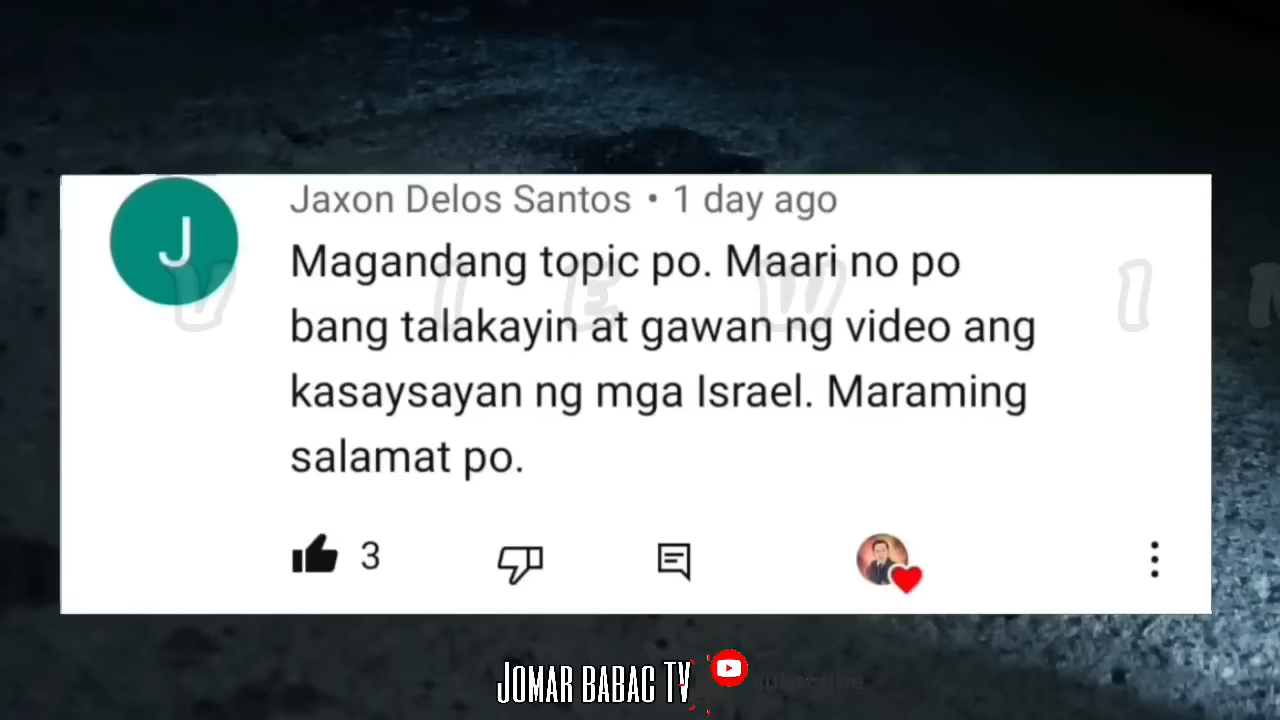 Jaxon Delos Santos • 1 day ago
J
Magandang topic po. Maari no po
bang talakayin at gawan ng video ang
kasaysayan ng mga Israel. Maraming
salamat po.
V I E W I
3
JOMAR BABAC TV
subscribe